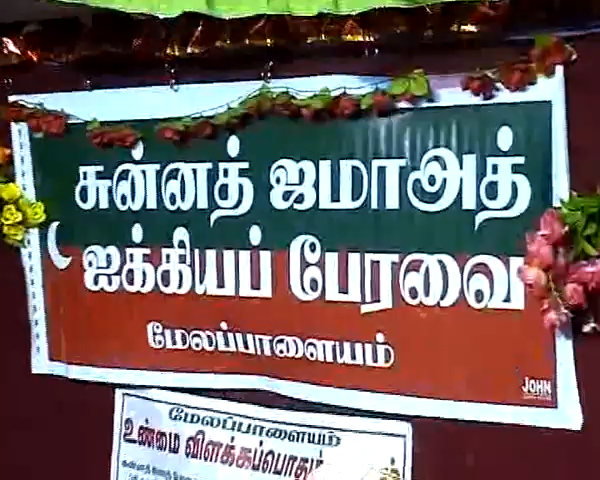 சுன்னத் ஜமாஅத்
ஐக்கியப் பேரவை
மேலப்பாளையம்
JOHN
மேலப்பாளையம்
உண்மை விளக்கப்பொதுக்